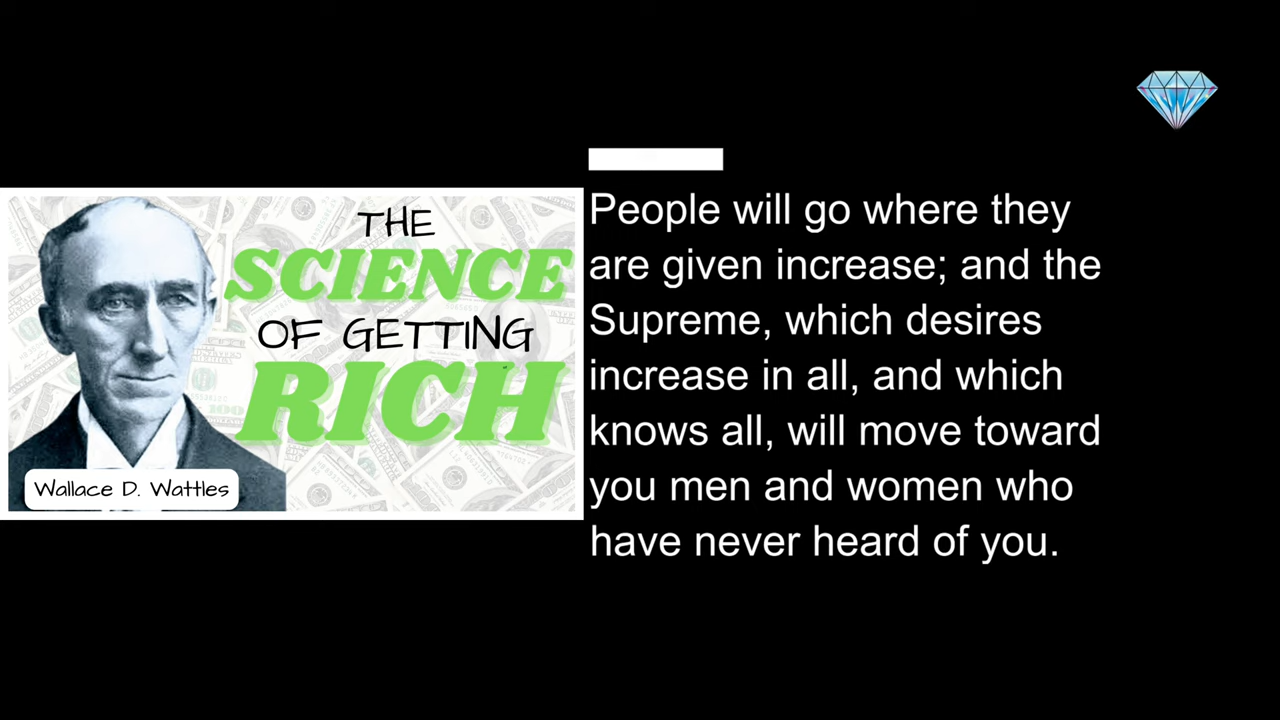 THE
SCIENCE
OF GETTING
RICH
Wallace D. Wattles
People will go where they
are given increase; and the
Supreme, which desires
increase in all, and which
knows all, will move toward
you men and women who
have never heard of you.